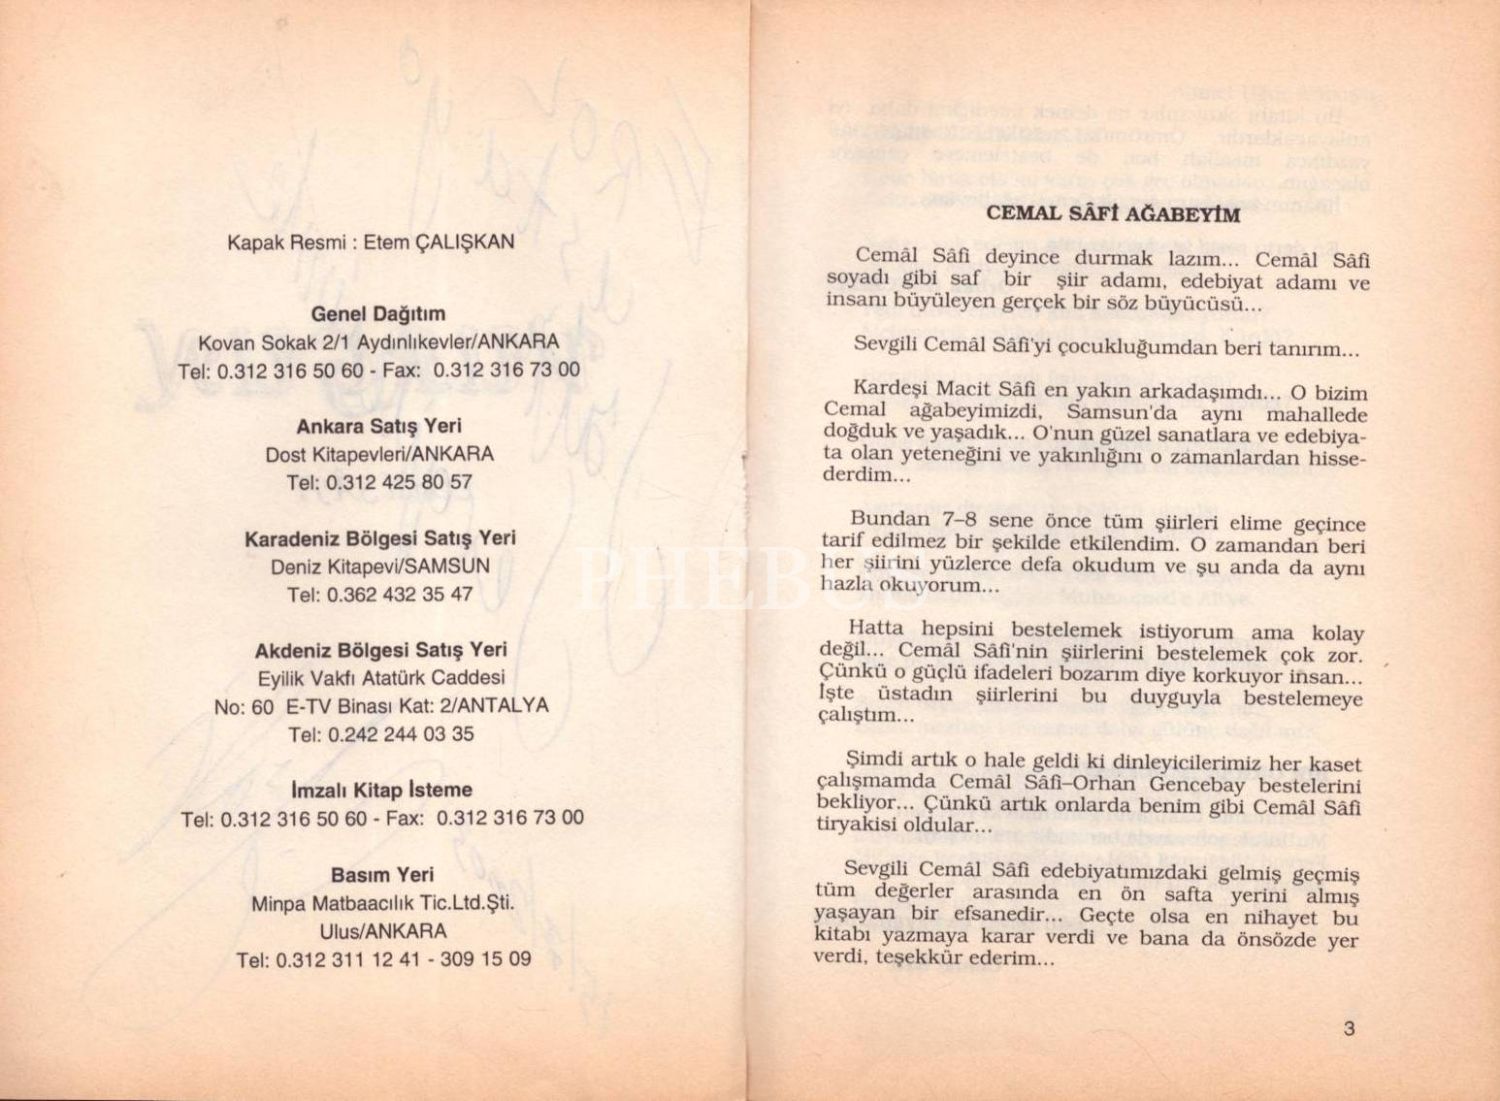 Kapak Resmi : Etem ÇALIŞKAN
Genel Dağıtım
Kovan Sokak 2/1 Aydınlıkevler/ANKARA
Tel: 0.312 316 50 60 - Fax: 0.312 316 73 00
Ankara Satış Yeri
Dost Kitapevleri/ANKARA
Tel: 0.312 425 80 57
Karadeniz Bölgesi Satış Yeri
Deniz Kitapevi/SAMSUN
Tel: 0.362 432 35 47
Akdeniz Bölgesi Satış Yeri
Eyilik Vakfı Atatürk Caddesi
No: 60 E-TV Binası Kat: 2/ANTALYA
Tel: 0.242 244 03 35
İmzalı Kitap İsteme
Tel: 0.312 316 50 60 - Fax: 0.312 316 73 00
Basım Yeri
Minpa Matbaacılık Tic.Ltd.Şti.
Ulus/ANKARA
Tel: 0.312 311 12 41 - 309 15 09
CEMAL SÂFİ AĞABEYİM
Cemâl Sâfi deyince durmak lazım... Cemâl Sâfi
soyadı gibi saf bir şiir adamı, edebiyat adamı ve
insanı büyüleyen gerçek bir söz büyücüsü...
Sevgili Cemâl Sâfi'yi çocukluğumdan beri tanırım...
Kardeşi Macit Sâfi en yakın arkadaşımdı... O bizim
Cemal ağabeyimizdi, Samsun'da aynı mahallede
doğduk ve yaşadık... O'nun güzel sanatlara ve edebiya-
ta olan yeteneğini ve yakınlığını o zamanlardan hisse-
derdim...
Bundan 7–8 sene önce tüm şiirleri elime geçince
tarif edilmez bir şekilde etkilendim. O zamandan beri
her şiirini yüzlerce defa okudum ve şu anda da aynı
hazla okuyorum...
Hatta hepsini bestelemek istiyorum ama kolay
değil... Cemâl Sâfi'nin şiirlerini bestelemek çok zor.
Çünkü o güçlü ifadeleri bozarım diye korkuyor insan...
İşte üstadın şiirlerini bu duyguyla bestelemeye
çalıştım...
Şimdi artık o hale geldi ki dinleyicilerimiz her kaset
çalışmamda Cemâl Sâfi–Orhan Gencebay bestelerini
bekliyor... Çünkü artık onlarda benim gibi Cemâl Sâfi
tiryakisi oldular...
Sevgili Cemâl Sâfi edebiyatımızdaki gelmiş geçmiş
tüm değerler arasında en ön safta yerini almış
yaşayan bir efsanedir... Geçte olsa en nihayet bu
kitabı yazmaya karar verdi ve bana da önsözde yer
verdi, teşekkür ederim...
3
PHEBUS